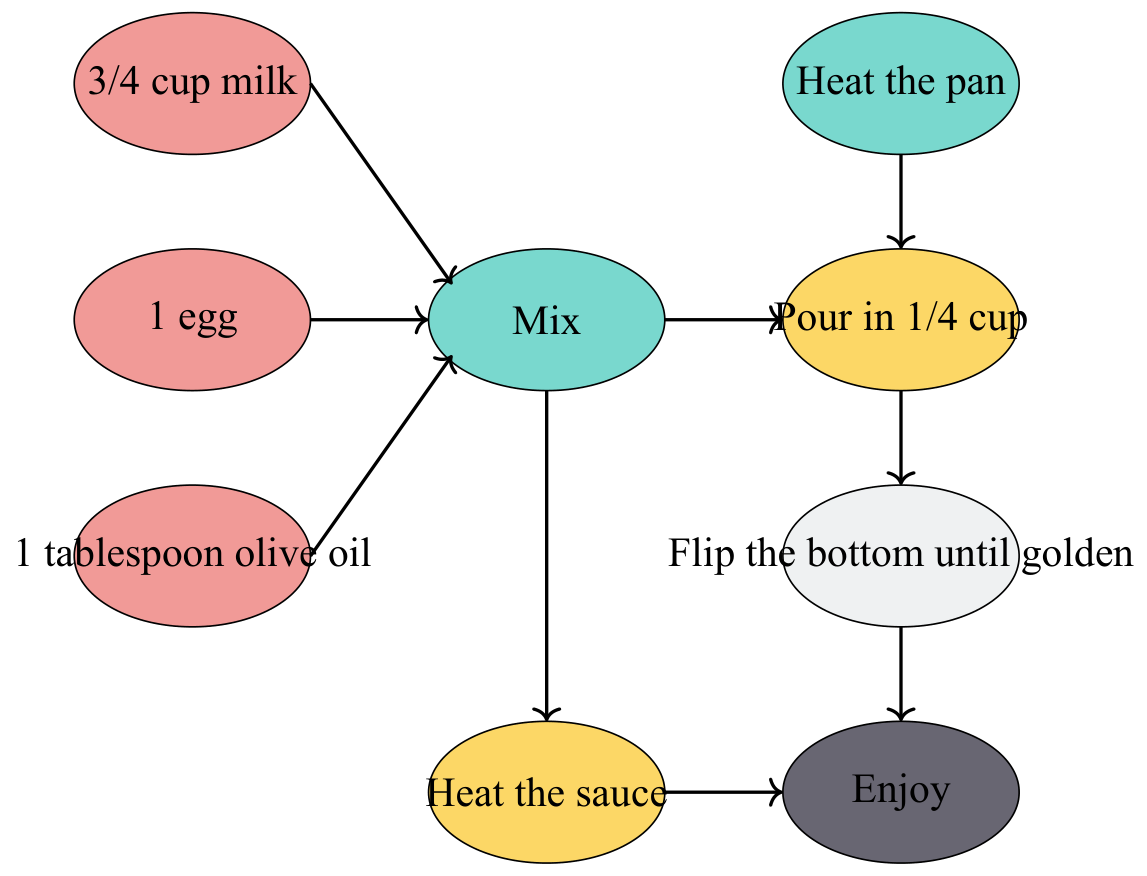 3/4 cup milk
Heat the pan
1 egg
Mix
Pour in 1/4 cup
1 tablespoon olive oil
Flip the bottom until golden
Heat the sauce
Enjoy